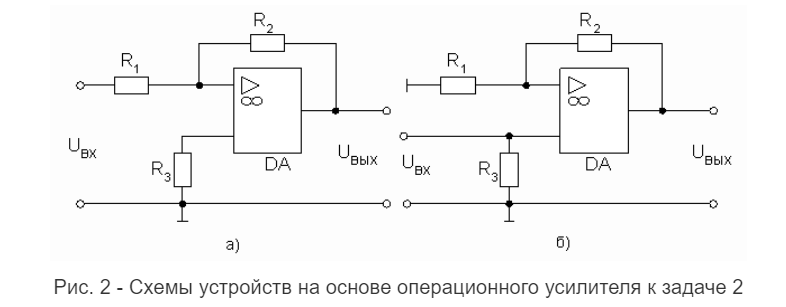 R2 R2
R1 R1
▷ ▷
∞ ∞
UВХ R3 DA UВЫХ UВХ R3 DA UВЫХ
а) б)
Рис. 2 - Схемы устройств на основе операционного усилителя к задаче 2